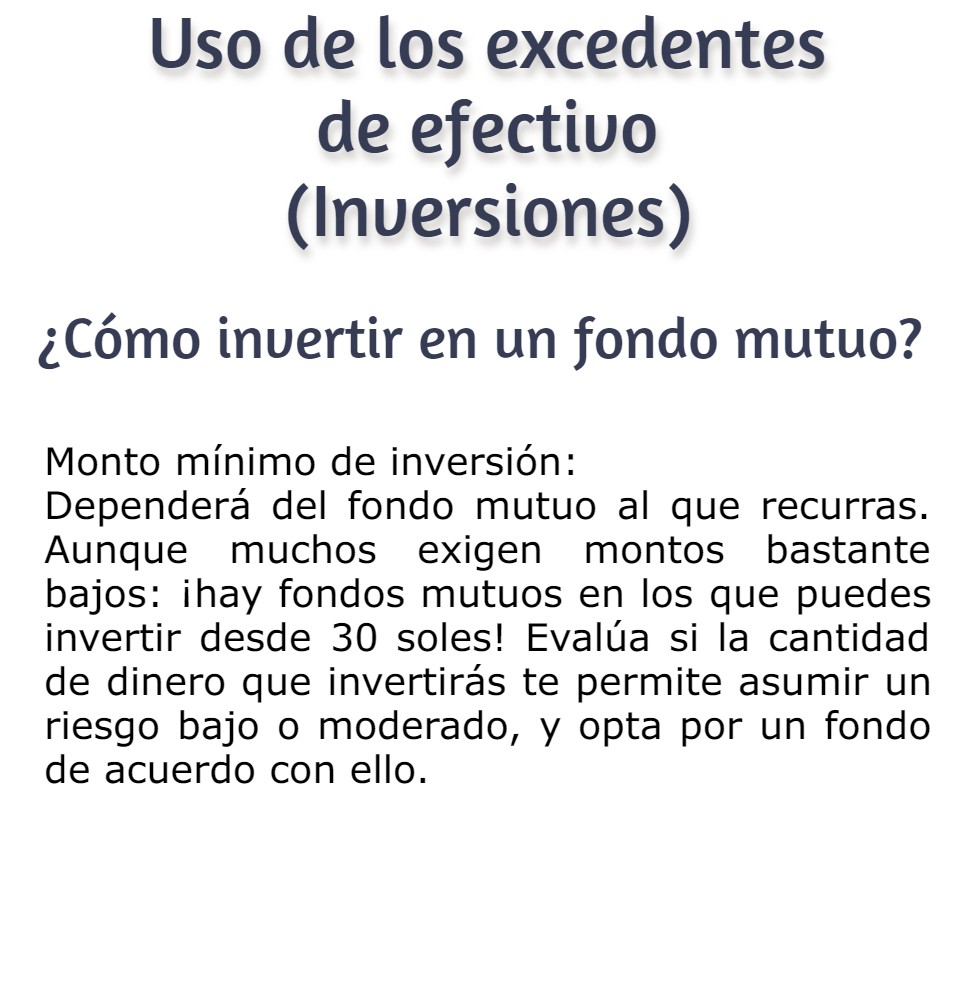 Uso de los excedentes
de efectivo
(Inversiones)
¿Cómo invertir en un fondo mutuo?
Monto mínimo de inversión:
Dependerá del fondo mutuo al que recurras.
Aunque muchos exigen montos bastante
bajos: ¡hay fondos mutuos en los que puedes
invertir desde 30 soles! Evalúa si la cantidad
de dinero que invertirás te permite asumir un
riesgo bajo o moderado, y opta por un fondo
de acuerdo con ello.